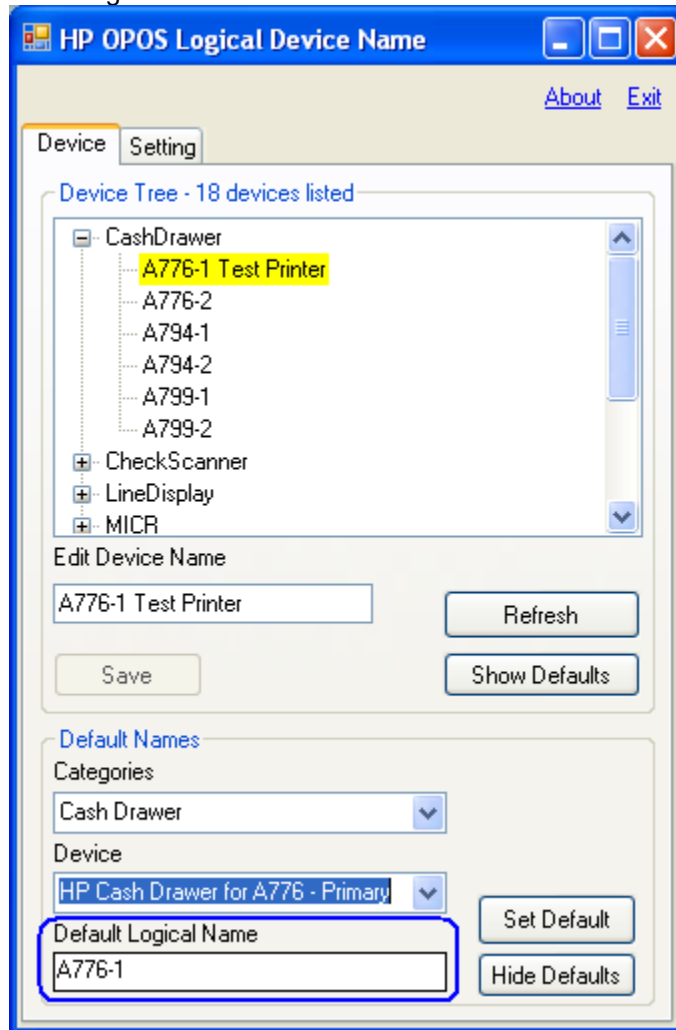 HP OPOS Logical Device Name
About Exit
Device Setting
Device Tree - 18 devices listed
CashDrawer
A776-1 Test Printer
A776-2
A794-1
A794-2
A799-1
A799-2
CheckScanner
LineDisplay
MICR
Edit Device Name
A776-1 Test Printer
Refresh
Save
Show Defaults
Default Names
Categories
Cash Drawer
Device
HP Cash Drawer for A776 - Primary
Set Default
Default Logical Name
A776-1
Hide Defaults